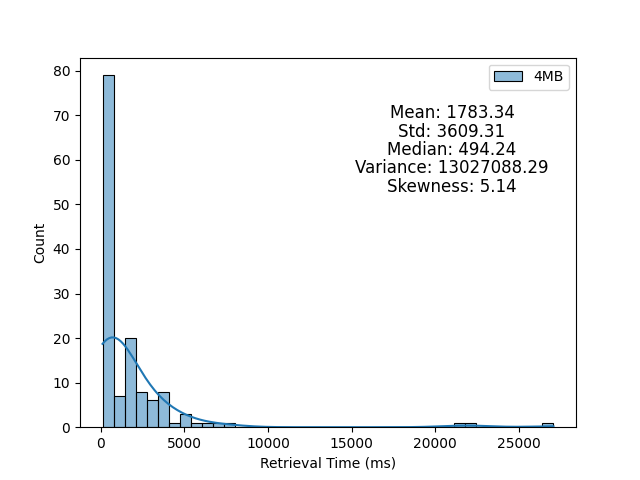 4MB
Mean: 1783.34
Std: 3609.31
Median: 494.24
Variance: 13027088.29
Skewness: 5.14
80
70
60
50
40
30
20
10
0
Count
0 5000 10000 15000 20000 25000
Retrieval Time (ms)